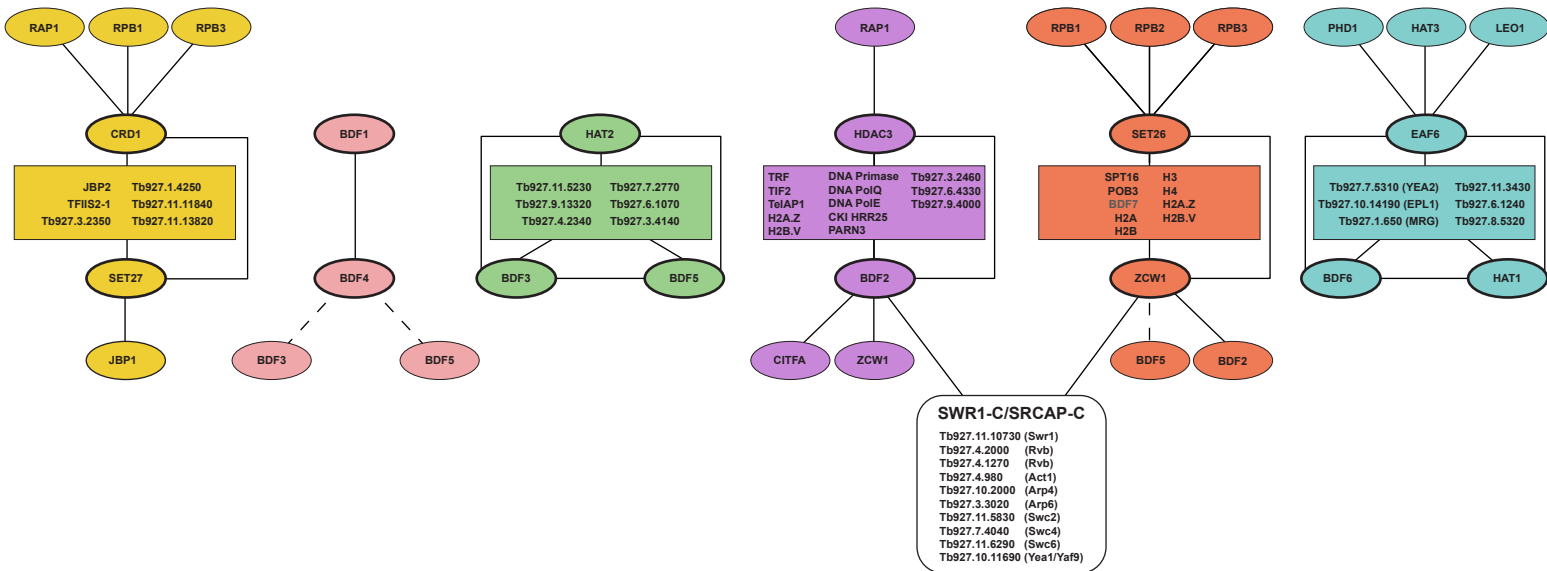 RAP1
RPB1
RPB3
CRD1
JBP2 Tb927.1.4250
TFIIS2-1 Tb927.11.11840
Tb927.3.2350 Tb927.11.13820
SET27
JBP1
BDF1
BDF4
BDF3
BDF5
HAT2
Tb927.11.5230 Tb927.7.2770
Tb927.9.13320 Tb927.6.1070
Tb927.4.2340 Tb927.3.4140
BDF3
BDF5
RAP1
HDAC3
TRF DNA Primase Tb927.3.2460
TIF2 DNA PolQ Tb927.6.4330
TelAP1 DNA PolE Tb927.9.4000
H2A.Z CKI HRR25
H2B.V PARN3
BDF2
CITFA
ZCW1
RPB1
RPB2
RPB3
SET26
SPT16 H3
POB3 H4
BDF7 H2A.Z
H2A H2B.V
H2B
ZCW1
BDF5
BDF2
SWR1-C/SRCAP-C
Tb927.11.10730 (Swr1)
Tb927.4.2000 (Rvb)
Tb927.4.1270 (Rvb)
Tb927.4.980 (Act1)
Tb927.10.2000 (Arp4)
Tb927.3.3020 (Arp6)
Tb927.11.5830 (Swc2)
Tb927.7.4040 (Swc4)
Tb927.11.6290 (Swc6)
Tb927.10.11690 (Yea1/Yaf9)
PHD1
HAT3
LEO1
EAF6
Tb927.7.5310 (YEA2) Tb927.11.3430
Tb927.10.14190 (EPL1) Tb927.6.1240
Tb927.1.650 (MRG) Tb927.8.5320
BDF6
HAT1